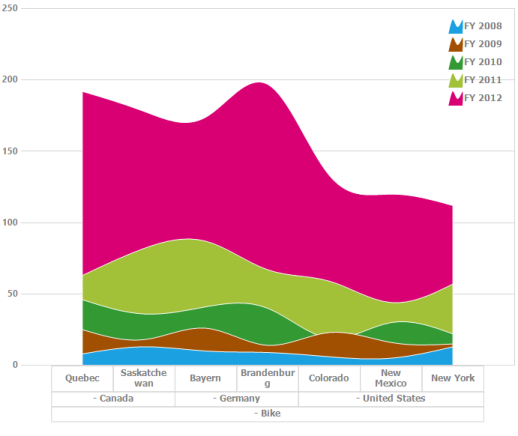 250
200
150
100
50
0
FY 2008
FY 2009
FY 2010
FY 2011
FY 2012
Quebec
Saskatche
wan
Bayern
Brandenbur
g
Colorado
New
Mexico
New York
- Canada
- Germany
- United States
- Bike